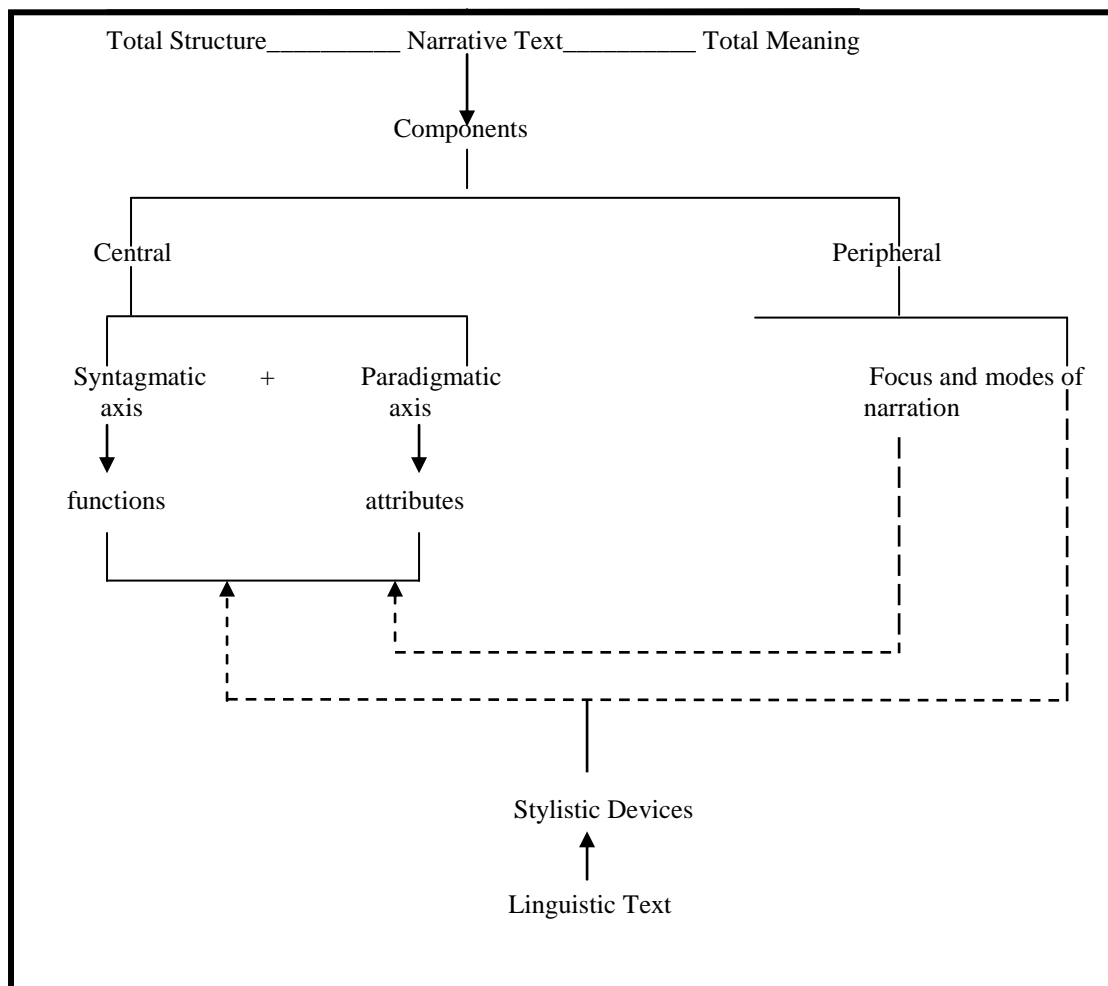 Total Structure__________ Narrative Text__________ Total Meaning
Components
Central
Peripheral
Syntagmatic axis
+
Paradigmatic axis
Focus and modes of narration
functions
attributes
Stylistic Devices
Linguistic Text